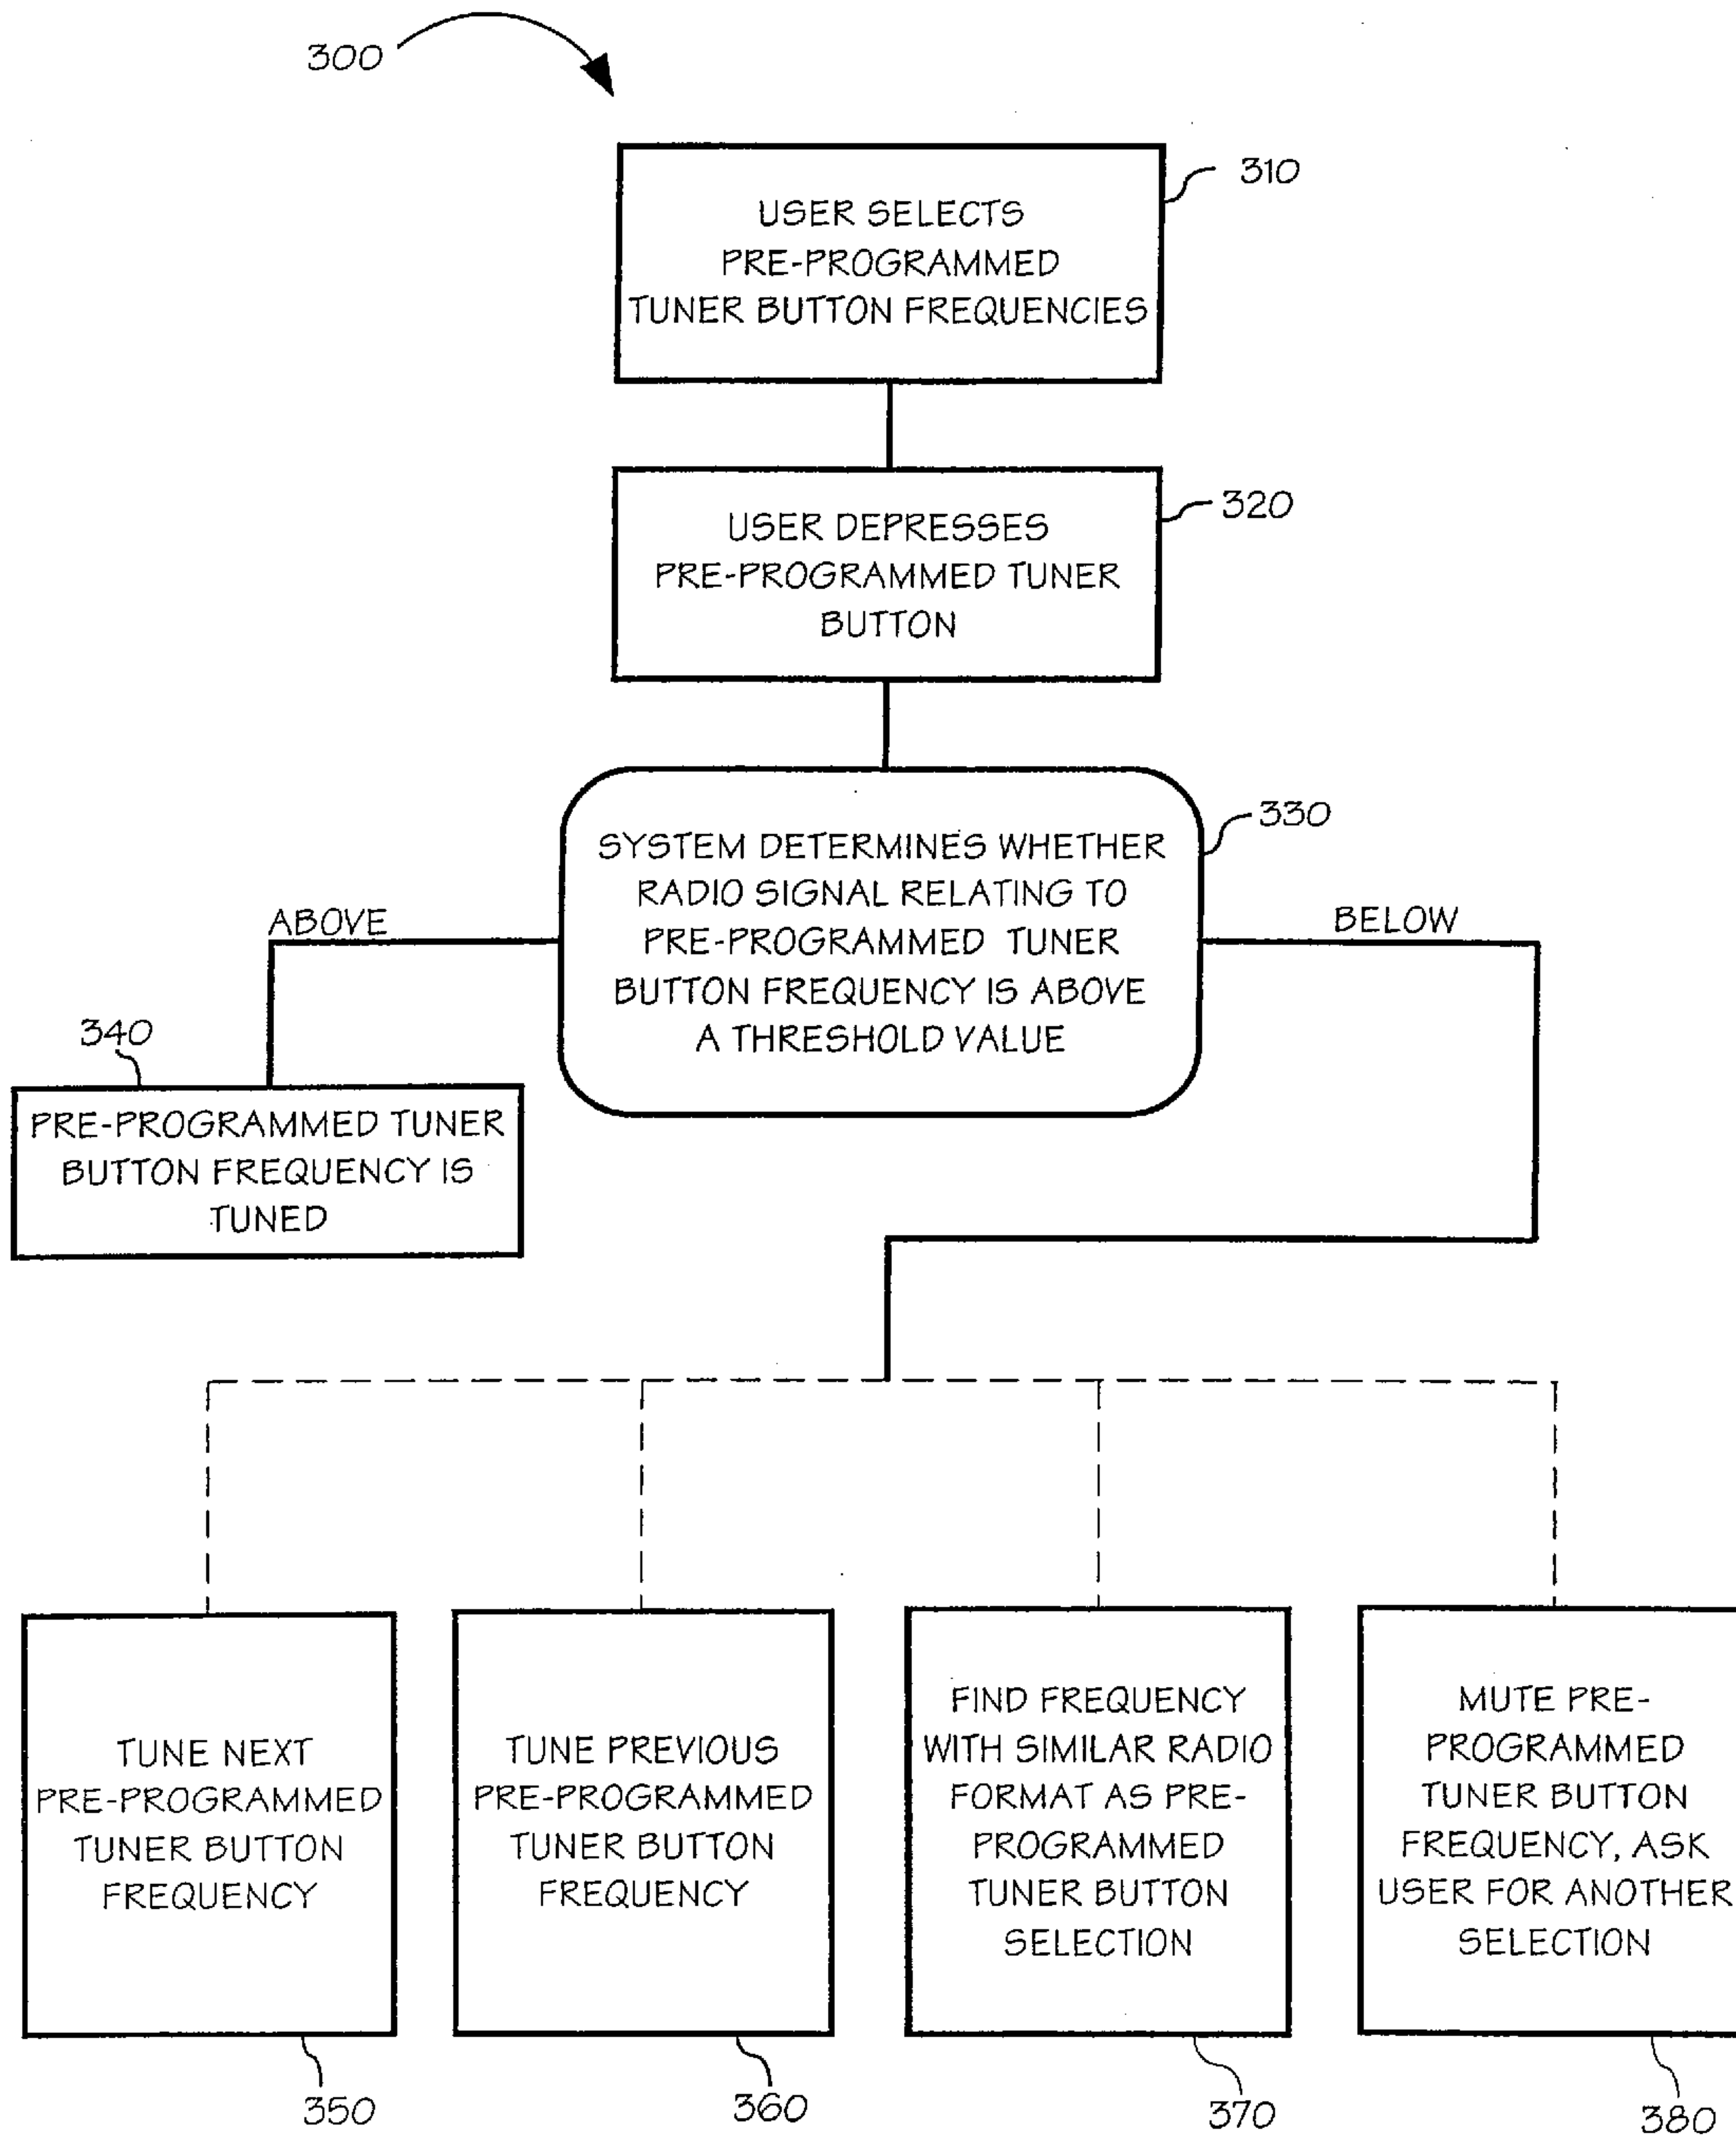 300
310
USER SELECTS
PRE-PROGRAMMED
TUNER BUTTON FREQUENCIES
320
USER DEPRESSES
PRE-PROGRAMMED TUNER
BUTTON
330
SYSTEM DETERMINES WHETHER
RADIO SIGNAL RELATING TO
PRE-PROGRAMMED TUNER
BUTTON FREQUENCY IS ABOVE
A THRESHOLD VALUE
ABOVE
BELOW
340
PRE-PROGRAMMED TUNER
BUTTON FREQUENCY IS
TUNED
TUNE NEXT
PRE-PROGRAMMED
TUNER BUTTON
FREQUENCY
350
TUNE PREVIOUS
PRE-PROGRAMMED
TUNER BUTTON
FREQUENCY
360
FIND FREQUENCY
WITH SIMILAR RADIO
FORMAT AS PRE-
PROGRAMMED
TUNER BUTTON
SELECTION
370
MUTE PRE-
PROGRAMMED
TUNER BUTTON
FREQUENCY, ASK
USER FOR ANOTHER
SELECTION
380